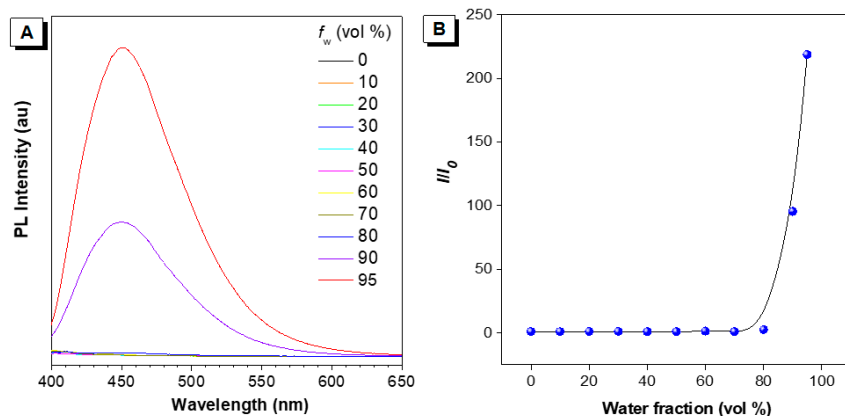 A
f_w (vol %)
0
10
20
30
40
50
60
70
80
90
95
PL Intensity (au)
400 450 500 550 600 650
Wavelength (nm)
B
250
200
150
100
50
0
I/I_0
0 20 40 60 80 100
Water fraction (vol %)